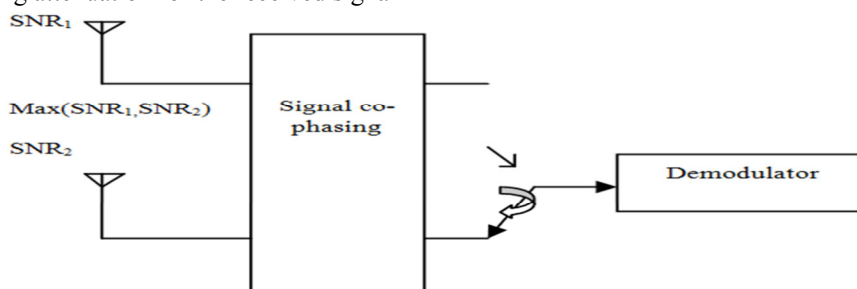 SNR₁
Max(SNR₁,SNR₂)
SNR₂
Signal co-
phasing
Demodulator